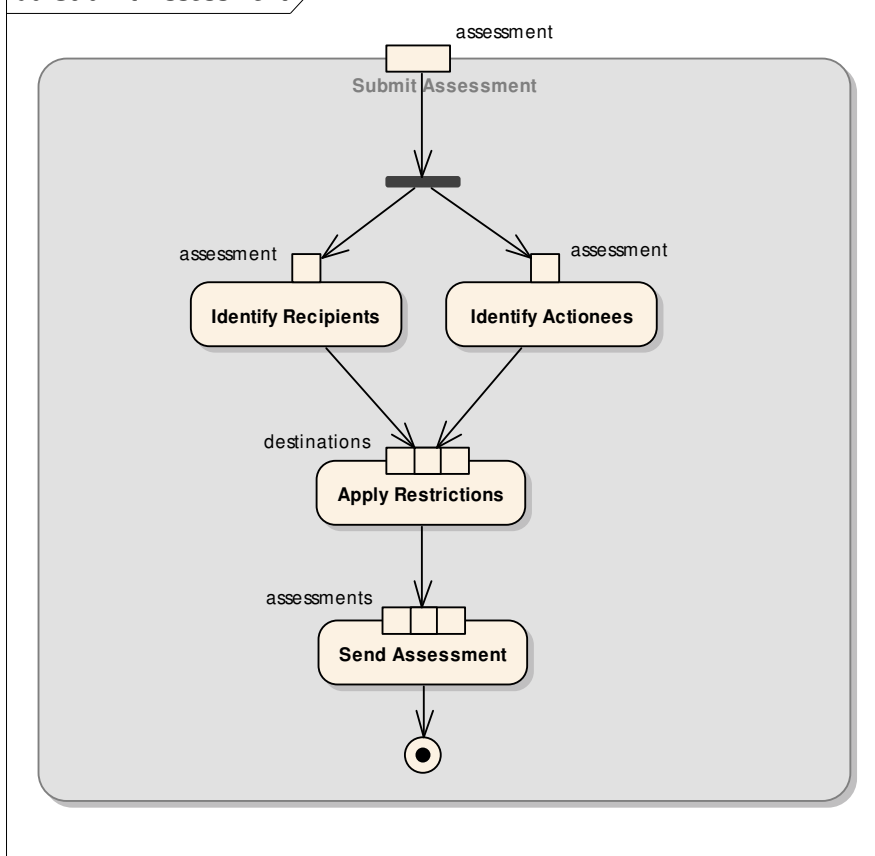 assessment
Submit Assessment
assessment
assessment
Identify Recipients
Identify Actionees
destinations
Apply Restrictions
assessments
Send Assessment